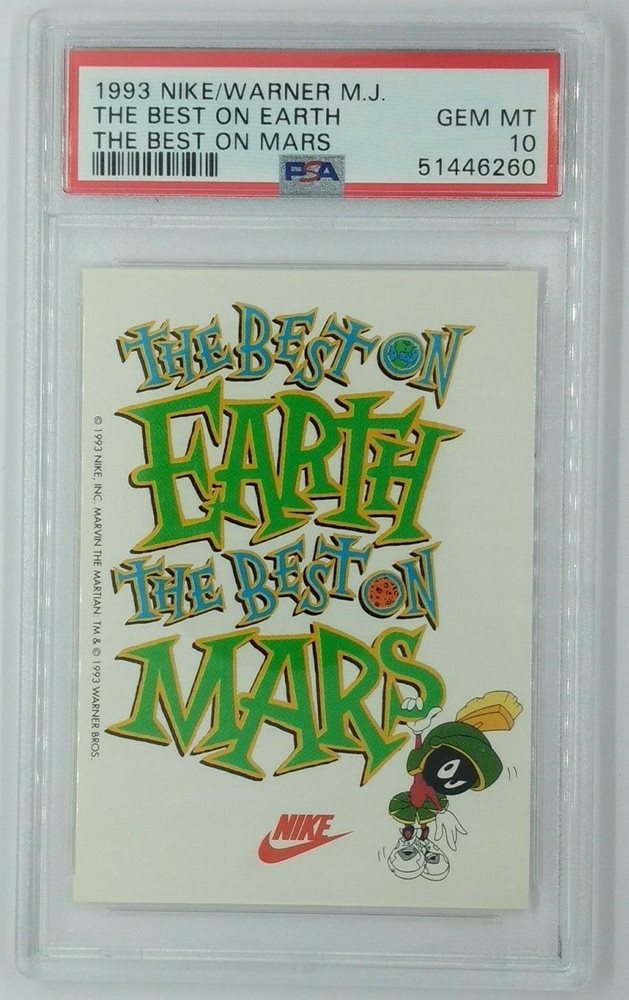 1993 NIKE/WARNER M.J.
THE BEST ON EARTH GEM MT
THE BEST ON MARS 10
PSA 51446260
THE BEST ON
EARTH
THE BEST ON
MARS
NIKE
© 1993 NIKE, INC. MARVIN THE MARTIAN TM & © 1993 WARNER BROS.